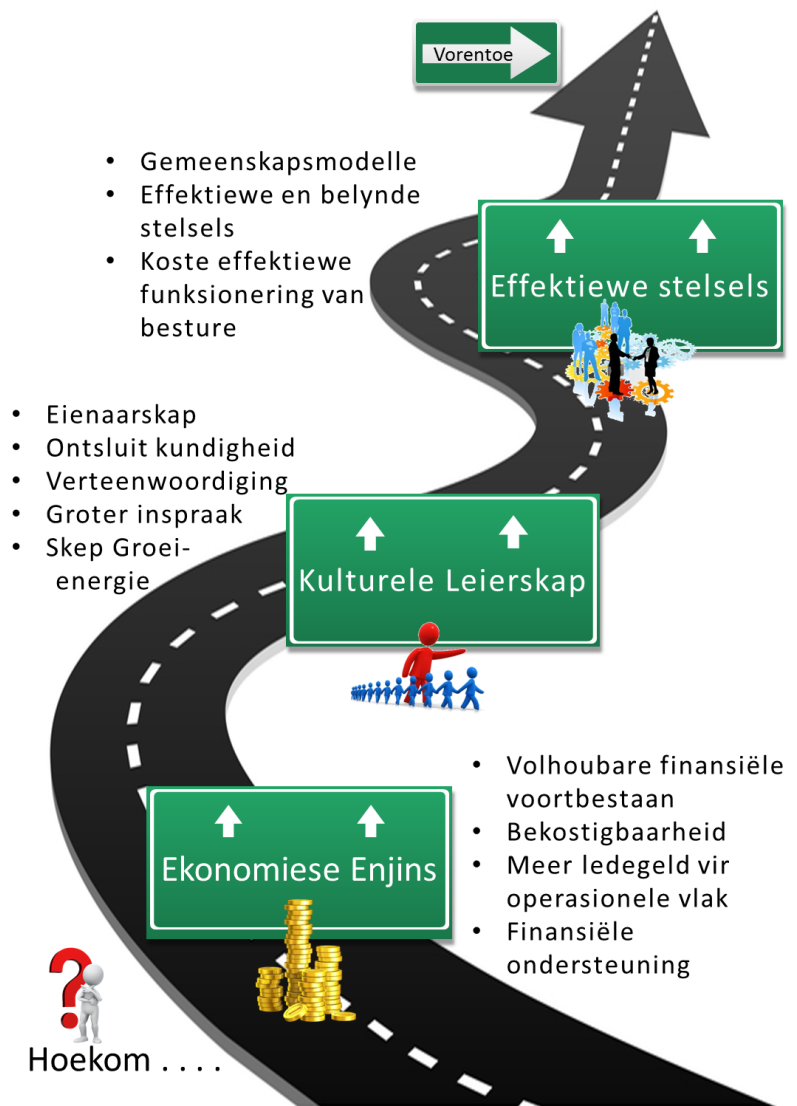 Vorentoe
• Gemeenskapsmodelle
• Effektiewe en belynde
stelsels
• Koste effektiewe
funksionering van
besture
Effektiewe stelsels
• Eienaarskap
• Ontsluit kundigheid
• Verteenwoordiging
• Groter inspraak
• Skep Groei-
energie
Kulturele Leierskap
• Volhoubare finansiële
voortbestaan
• Bekostigbaarheid
• Meer ledegeld vir
operasionele vlak
• Finansiële
ondersteuning
Ekonomiese Enjins
?
Hoekom . . . .